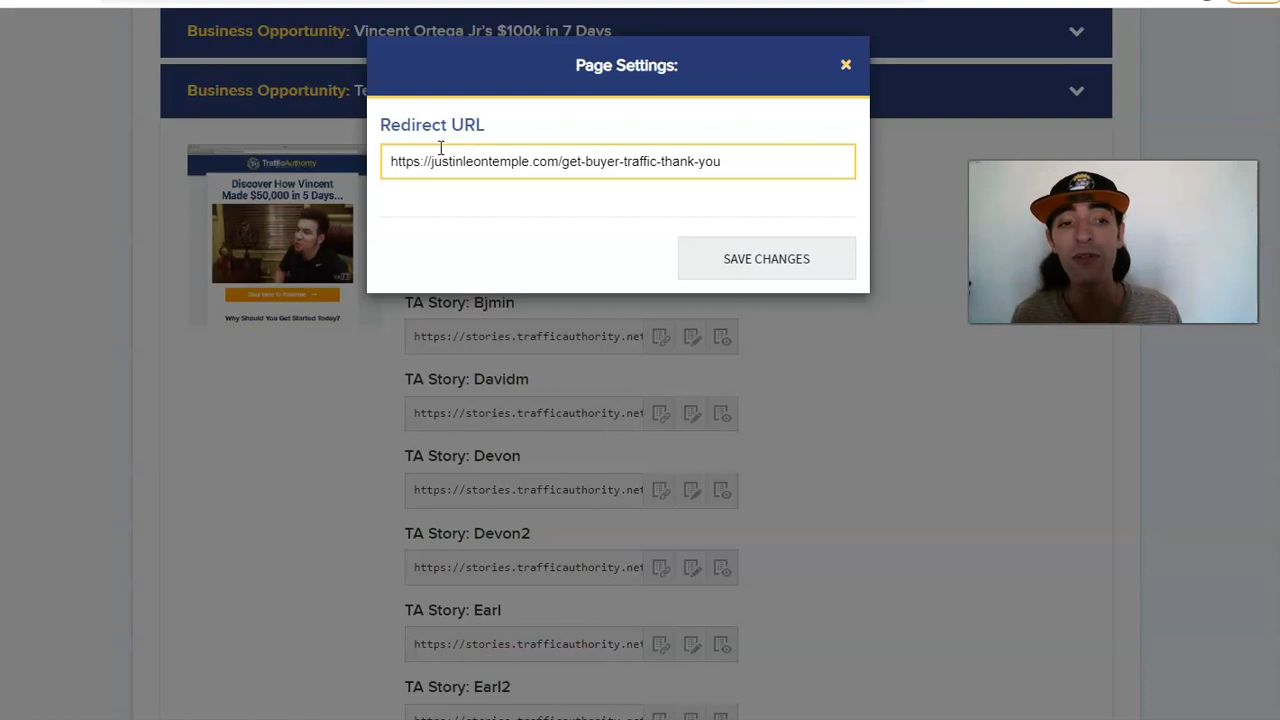 Business Opportunity: Vincent Ortega Jr's $100k in 7 Days
Page Settings:
Business Opportunity: Te
Redirect URL
https://justinleontemple.com/get-buyer-traffic-thank-you
SAVE CHANGES
TrafficAuthority
Discover How Vincent
Made $50,000 in 5 Days...
Click Here To Continue
Why Should You Get Started Today?
TA Story: Bjmin
https://stories.trafficauthority.net
TA Story: Davidm
https://stories.trafficauthority.net
TA Story: Devon
https://stories.trafficauthority.net
TA Story: Devon2
https://stories.trafficauthority.net
TA Story: Earl
https://stories.trafficauthority.net
TA Story: Earl2